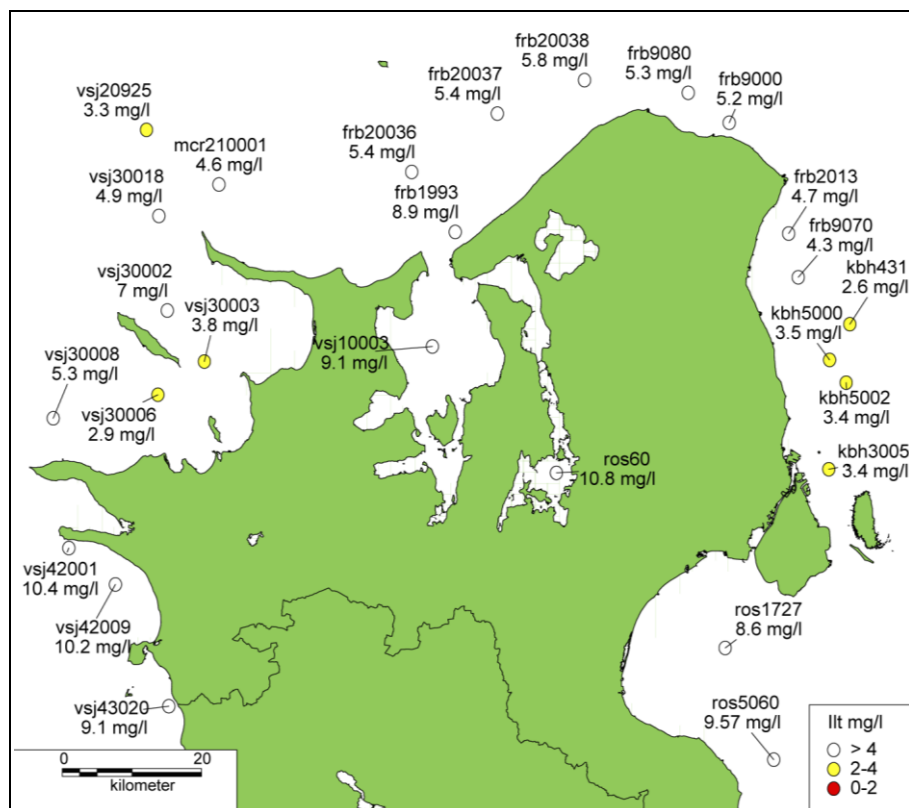 frb20038
5.8 mg/l
frb9080
5.3 mg/l
frb20037
5.4 mg/l
frb9000
5.2 mg/l
vsj20925
3.3 mg/l
mcr210001
4.6 mg/l
frb20036
5.4 mg/l
vsj30018
4.9 mg/l
frb1993
8.9 mg/l
frb2013
4.7 mg/l
frb9070
4.3 mg/l
vsj30002
7 mg/l
kbh431
2.6 mg/l
vsj30003
3.8 mg/l
kbh5000
3.5 mg/l
vsj10003
9.1 mg/l
vsj30008
5.3 mg/l
kbh5002
3.4 mg/l
vsj30006
2.9 mg/l
ros60
10.8 mg/l
kbh3005
3.4 mg/l
vsj42001
10.4 mg/l
vsj42009
10.2 mg/l
ros1727
8.6 mg/l
vsj43020
9.1 mg/l
ros5060
9.57 mg/l
0 20
kilometer
Ilt mg/l
> 4
2-4
0-2